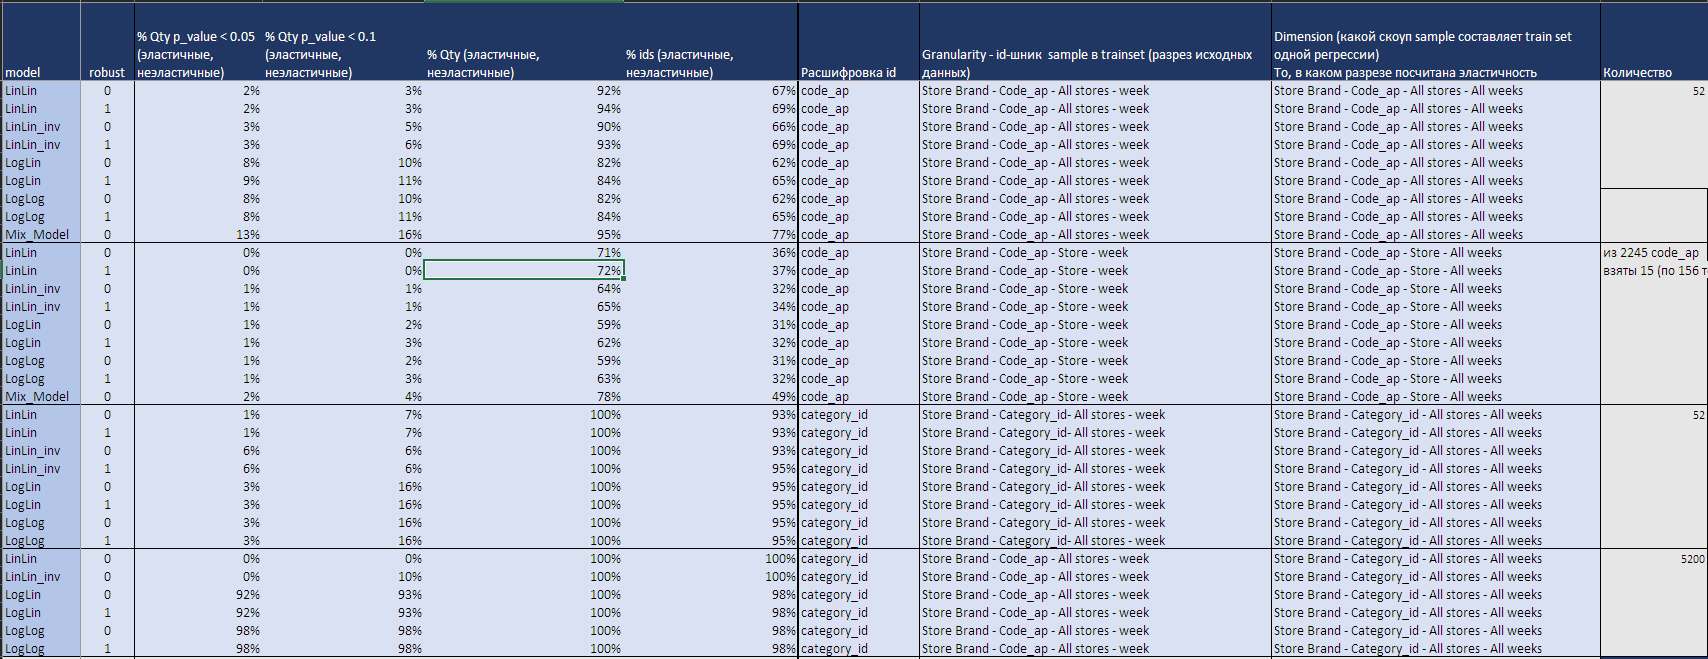 model robust % Qty p_value < 0.05 (эластичные, неэластичные) % Qty p_value < 0.1 (эластичные, неэластичные) % Qty (эластичные, неэластичные) % ids (эластичные, неэластичные) Расшифровка id Granularity - id-шник sample в trainset (разрез исходных данных) Dimension (какой скоуп sample составляет train set одной регрессии) То, в каком разрезе посчитана эластичность Количество
LinLin 0 2% 3% 92% 67% code_ap Store Brand - Code_ap - All stores - week Store Brand - Code_ap - All stores - All weeks 52
LinLin 1 2% 3% 94% 69% code_ap Store Brand - Code_ap - All stores - week Store Brand - Code_ap - All stores - All weeks
LinLin_inv 0 3% 5% 90% 66% code_ap Store Brand - Code_ap - All stores - week Store Brand - Code_ap - All stores - All weeks
LinLin_inv 1 3% 6% 93% 69% code_ap Store Brand - Code_ap - All stores - week Store Brand - Code_ap - All stores - All weeks
LogLin 0 8% 10% 82% 62% code_ap Store Brand - Code_ap - All stores - week Store Brand - Code_ap - All stores - All weeks
LogLin 1 9% 11% 84% 65% code_ap Store Brand - Code_ap - All stores - week Store Brand - Code_ap - All stores - All weeks
LogLog 0 8% 10% 82% 62% code_ap Store Brand - Code_ap - All stores - week Store Brand - Code_ap - All stores - All weeks
LogLog 1 8% 11% 84% 65% code_ap Store Brand - Code_ap - All stores - week Store Brand - Code_ap - All stores - All weeks
Mix_Model 0 13% 16% 95% 77% code_ap Store Brand - Code_ap - All stores - week Store Brand - Code_ap - All stores - All weeks
LinLin 0 0% 0% 71% 36% code_ap Store Brand - Code_ap - Store - week Store Brand - Code_ap - Store - All weeks из 2245 code_ap
LinLin 1 0% 0% 72% 37% code_ap Store Brand - Code_ap - Store - week Store Brand - Code_ap - Store - All weeks взяты 15 (по 156 т
LinLin_inv 0 1% 1% 64% 32% code_ap Store Brand - Code_ap - Store - week Store Brand - Code_ap - Store - All weeks
LinLin_inv 1 1% 1% 65% 34% code_ap Store Brand - Code_ap - Store - week Store Brand - Code_ap - Store - All weeks
LogLin 0 1% 2% 59% 31% code_ap Store Brand - Code_ap - Store - week Store Brand - Code_ap - Store - All weeks
LogLin 1 1% 3% 62% 32% code_ap Store Brand - Code_ap - Store - week Store Brand - Code_ap - Store - All weeks
LogLog 0 1% 2% 59% 31% code_ap Store Brand - Code_ap - Store - week Store Brand - Code_ap - Store - All weeks
LogLog 1 1% 3% 63% 32% code_ap Store Brand - Code_ap - Store - week Store Brand - Code_ap - Store - All weeks
Mix_Model 0 2% 4% 78% 49% code_ap Store Brand - Code_ap - Store - week Store Brand - Code_ap - Store - All weeks
LinLin 0 1% 7% 100% 93% category_id Store Brand - Category_id- All stores - week Store Brand - Category_id - All stores - All weeks 52
LinLin 1 1% 7% 100% 93% category_id Store Brand - Category_id- All stores - week Store Brand - Category_id - All stores - All weeks
LinLin_inv 0 6% 6% 100% 93% category_id Store Brand - Category_id- All stores - week Store Brand - Category_id - All stores - All weeks
LinLin_inv 1 6% 6% 100% 95% category_id Store Brand - Category_id- All stores - week Store Brand - Category_id - All stores - All weeks
LogLin 0 3% 16% 100% 95% category_id Store Brand - Category_id- All stores - week Store Brand - Category_id - All stores - All weeks
LogLin 1 3% 16% 100% 95% category_id Store Brand - Category_id- All stores - week Store Brand - Category_id - All stores - All weeks
LogLog 0 3% 16% 100% 95% category_id Store Brand - Category_id- All stores - week Store Brand - Category_id - All stores - All weeks
LogLog 1 3% 16% 100% 95% category_id Store Brand - Category_id- All stores - week Store Brand - Category_id - All stores - All weeks
LinLin 0 0% 0% 100% 100% category_id Store Brand - Code_ap - All stores - week Store Brand - Category_id - All stores - All weeks 5200
LinLin_inv 0 0% 10% 100% 100% category_id Store Brand - Code_ap - All stores - week Store Brand - Category_id - All stores - All weeks
LogLin 0 92% 93% 100% 98% category_id Store Brand - Code_ap - All stores - week Store Brand - Category_id - All stores - All weeks
LogLin 1 92% 93% 100% 98% category_id Store Brand - Code_ap - All stores - week Store Brand - Category_id - All stores - All weeks
LogLog 0 98% 98% 100% 98% category_id Store Brand - Code_ap - All stores - week Store Brand - Category_id - All stores - All weeks
LogLog 1 98% 98% 100% 98% category_id Store Brand - Code_ap - All stores - week Store Brand - Category_id - All stores - All weeks